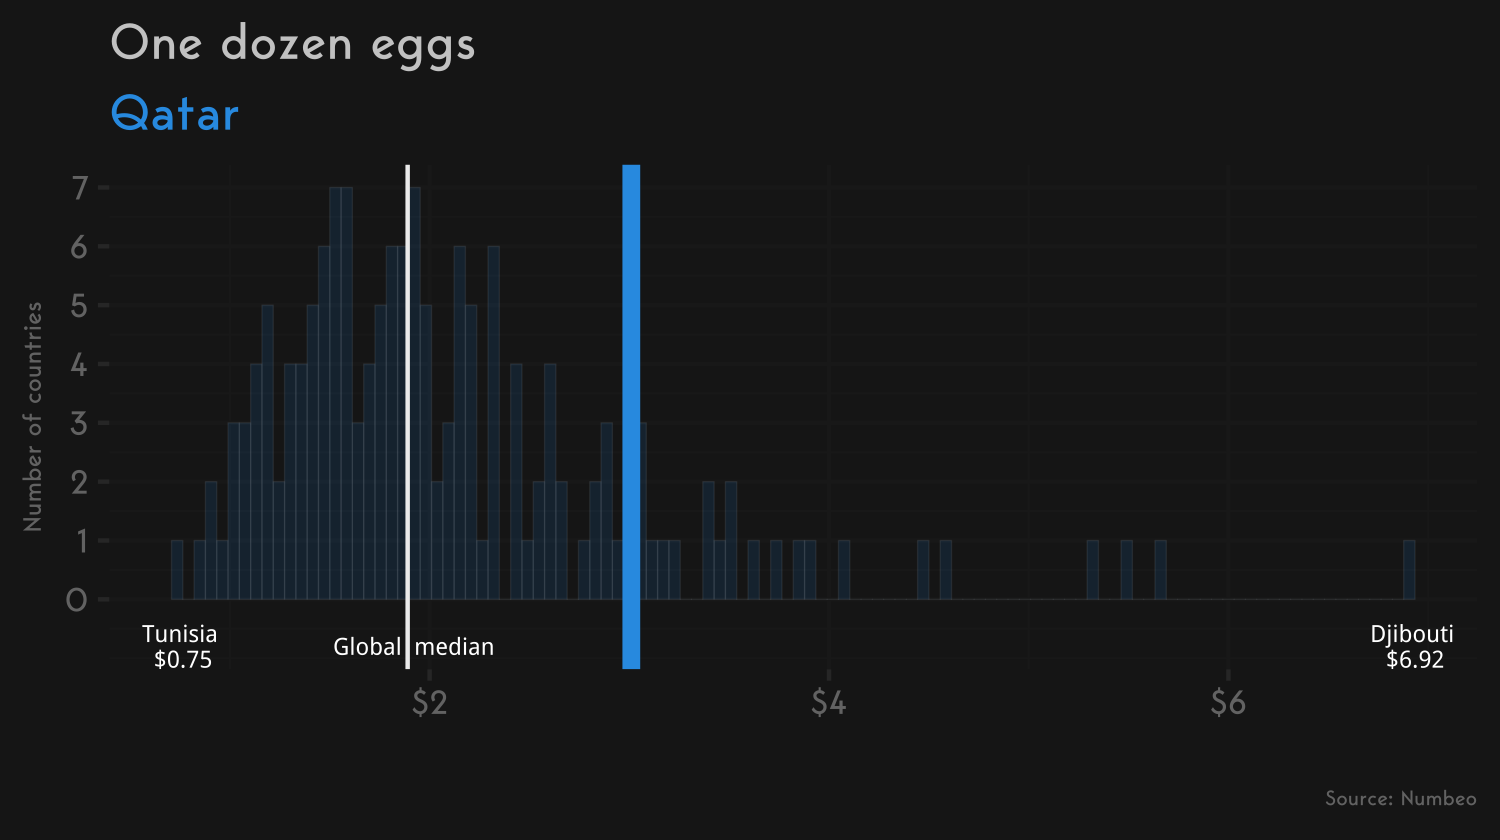 One dozen eggs
Qatar
Number of countries
7
6
5
4
3
2
1
0
Tunisia
$0.75
Global median
Djibouti
$6.92
$2
$4
$6
Source: Numbeo